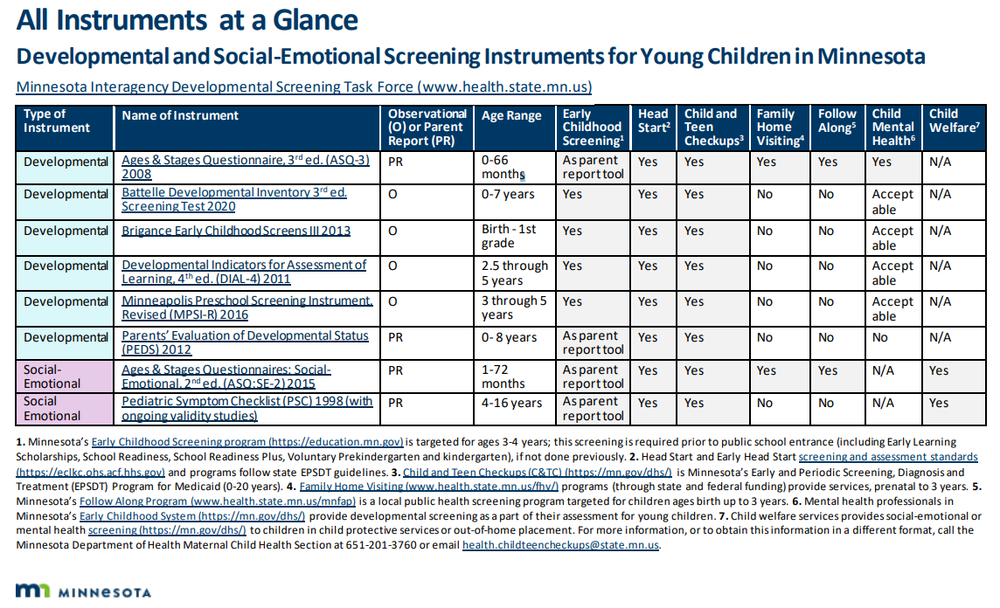 All Instruments at a Glance
Developmental and Social-Emotional Screening Instruments for Young Children in Minnesota
Minnesota Interagency Developmental Screening Task Force (www.health.state.mn.us)
Type of Instrument | Name of Instrument | Observational (O) or Parent Report (PR) | Age Range | Early Childhood Screening1 | Head Start2 | Child and Teen Checkups3 | Family Home Visiting4 | Follow Along5 | Child Mental Health6 | Child Welfare7
Developmental | Ages & Stages Questionnaire, 3rd ed. (ASQ-3) 2008 | PR | 0-66 months | As parent report tool | Yes | Yes | Yes | Yes | Yes | N/A
Developmental | Battelle Developmental Inventory 3rd ed. Screening Test 2020 | O | 0-7 years | Yes | Yes | Yes | No | No | Acceptable | N/A
Developmental | Brigance Early Childhood Screens III 2013 | O | Birth - 1st grade | Yes | Yes | Yes | No | No | Acceptable | N/A
Developmental | Developmental Indicators for Assessment of Learning, 4th ed. (DIAL-4) 2011 | O | 2.5 through 5 years | Yes | Yes | Yes | No | No | Acceptable | N/A
Developmental | Minneapolis Preschool Screening Instrument, Revised (MPSI-R) 2016 | O | 3 through 5 years | Yes | Yes | Yes | No | No | Acceptable | N/A
Developmental | Parents' Evaluation of Developmental Status (PEDS) 2012 | PR | 0- 8 years | As parent report tool | Yes | Yes | No | No | No | N/A
Social-Emotional | Ages & Stages Questionnaires: Social-Emotional, 2nd ed. (ASQ:SE-2) 2015 | PR | 1-72 months | As parent report tool | Yes | Yes | Yes | Yes | N/A | Yes
Social Emotional | Pediatric Symptom Checklist (PSC) 1998 (with ongoing validity studies) | PR | 4-16 years | As parent report tool | Yes | Yes | No | No | N/A | Yes
1. Minnesota's Early Childhood Screening program (https://education.mn.gov) is targeted for ages 3-4 years; this screening is required prior to public school entrance (including Early Learning
Scholarships, School Readiness, School Readiness Plus, Voluntary Prekindergarten and kindergarten), if not done previously. 2. Head Start and Early Head Start screening and assessment standards
(https://eclkc.ohs.acf.hhs.gov) and programs follow state EPSDT guidelines. 3. Child and Teen Checkups (C&TC) (https://mn.gov/dhs/) is Minnesota's Early and Periodic Screening, Diagnosis and
Treatment (EPSDT) Program for Medicaid (0-20 years). 4. Family Home Visiting (www.health.state.mn.us/fhv/) programs (through state and federal funding) provide services, prenatal to 3 years. 5.
Minnesota's Follow Along Program (www.health.state.mn.us/mnfap) is a local public health screening program targeted for children ages birth up to 3 years. 6. Mental health professionals in
Minnesota's Early Childhood System (https://mn.gov/dhs/) provide developmental screening as a part of their assessment for young children. 7. Child welfare services provides social-emotional or
mental health screening (https://mn.gov/dhs/) to children in child protective services or out-of-home placement. For more information, or to obtain this information in a different format, call the
Minnesota Department of Health Maternal Child Health Section at 651-201-3760 or email health.childteencheckups@state.mn.us.
mn MINNESOTA